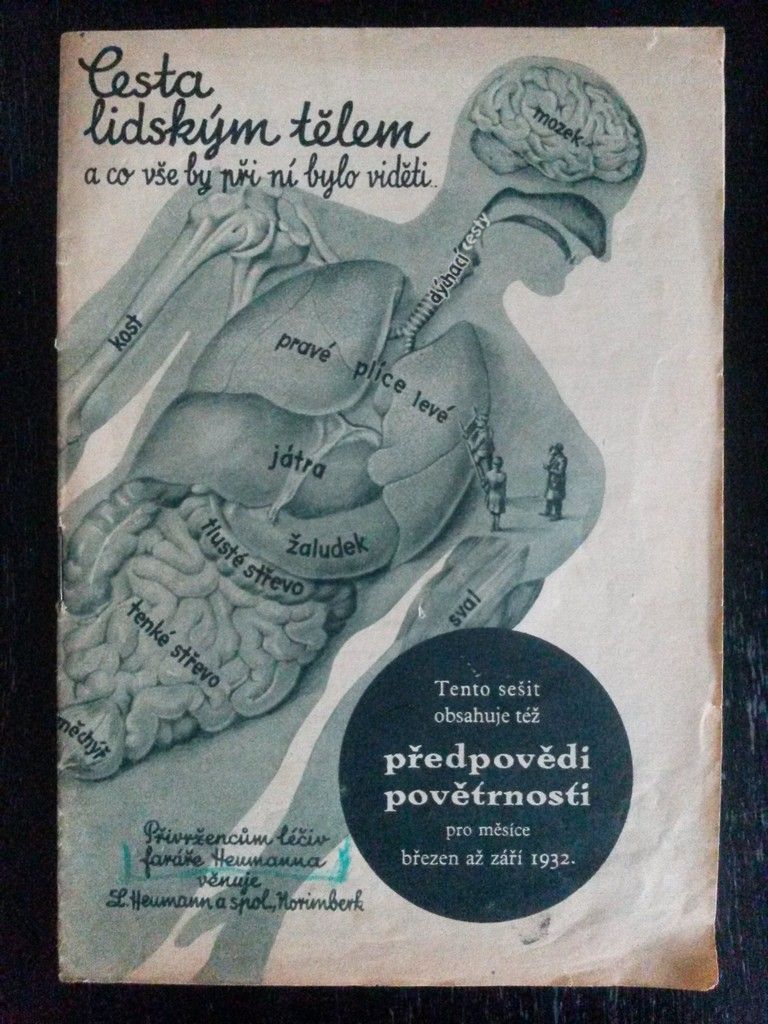 Cesta
lidským tělem
a co vše by při ní bylo viděti..
mozek
dýchací cesty
kost
pravé plíce levé
játra
žaludek
tlusté střevo
tenké střevo
sval
měchýř
Tento sešit
obsahuje též
předpovědi
povětrnosti
pro měsíce
březen až září 1932.
Přívržencům léčiv
faráře Heumanna
věnuje
L. Heumann a spol., Norimberk